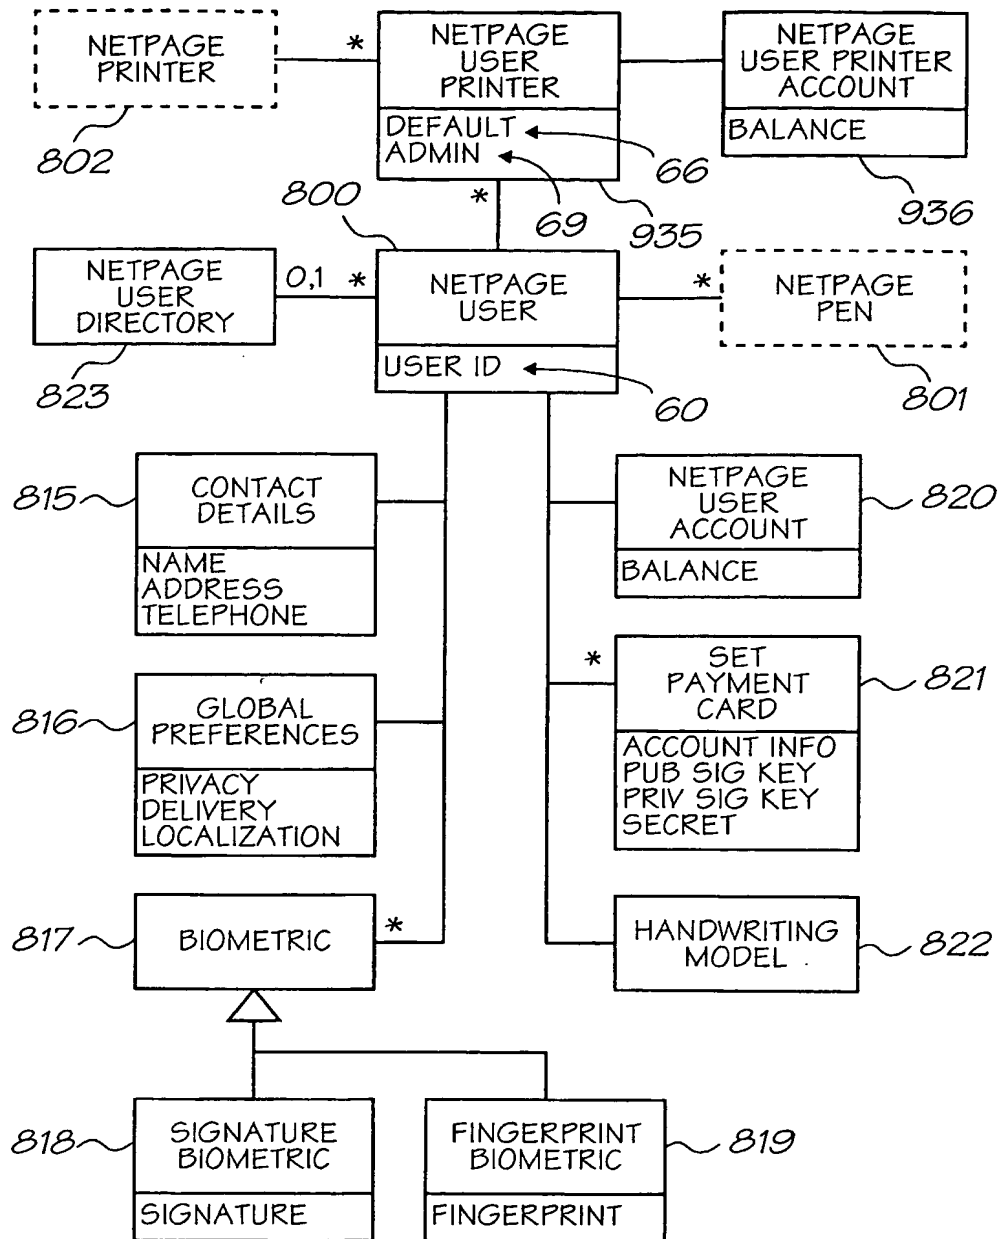 NETPAGE
PRINTER
802
*
NETPAGE
USER
PRINTER
DEFAULT
ADMIN
66
69
935
*
NETPAGE
USER PRINTER
ACCOUNT
BALANCE
936
800
NETPAGE
USER
DIRECTORY
823
0,1
*
NETPAGE
USER
USER ID
60
*
NETPAGE
PEN
801
815
CONTACT
DETAILS
NAME
ADDRESS
TELEPHONE
NETPAGE
USER
ACCOUNT
BALANCE
820
816
GLOBAL
PREFERENCES
PRIVACY
DELIVERY
LOCALIZATION
*
SET
PAYMENT
CARD
ACCOUNT INFO
PUB SIG KEY
PRIV SIG KEY
SECRET
821
817
BIOMETRIC
*
HANDWRITING
MODEL
822
818
SIGNATURE
BIOMETRIC
SIGNATURE
FINGERPRINT
BIOMETRIC
FINGERPRINT
819